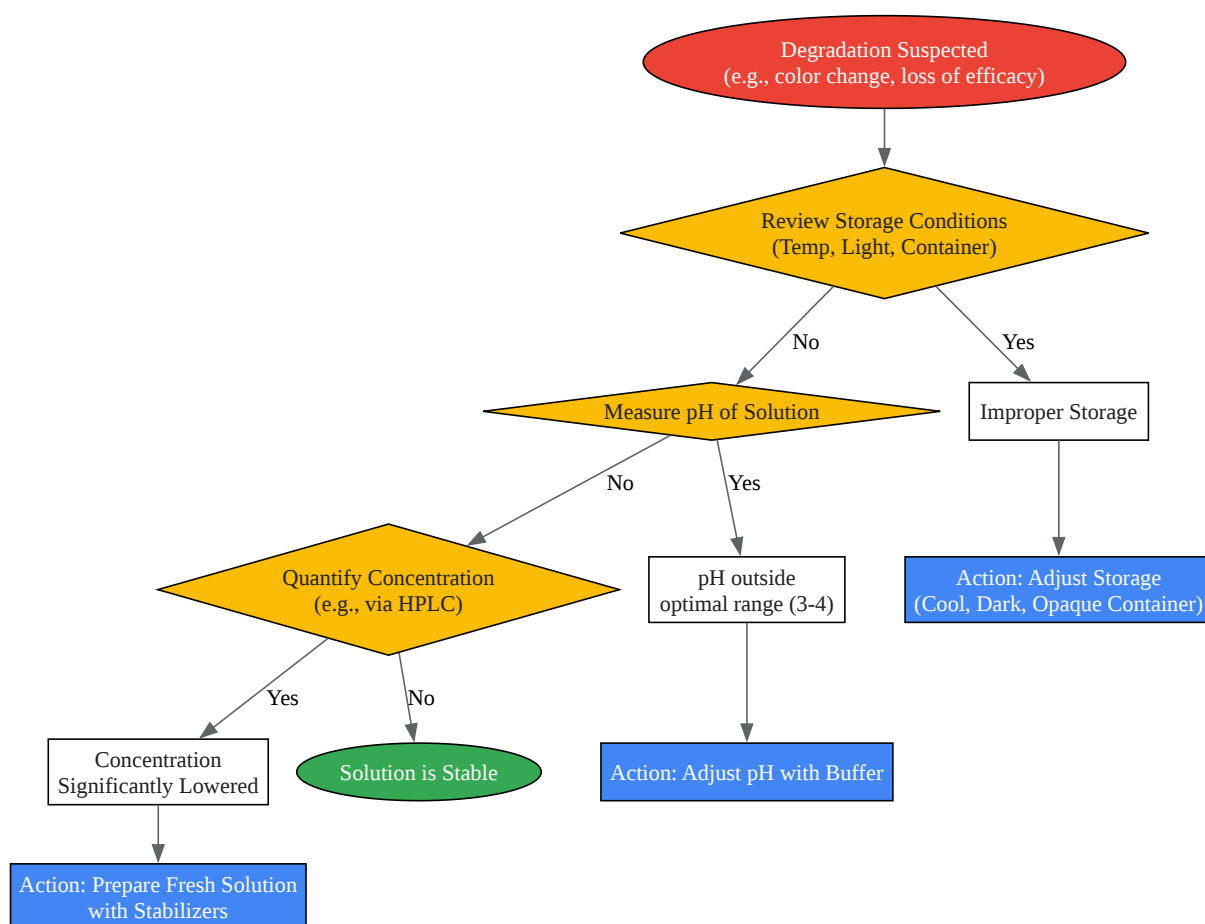 Degradation Suspected
(e.g., color change, loss of efficacy)
Review Storage Conditions
(Temp, Light, Container)
No
Yes
Measure pH of Solution
Improper Storage
No
Yes
Quantify Concentration
(e.g., via HPLC)
pH outside
optimal range (3-4)
Action: Adjust Storage
(Cool, Dark, Opaque Container)
Yes
No
Concentration
Significantly Lowered
Solution is Stable
Action: Adjust pH with Buffer
Action: Prepare Fresh Solution
with Stabilizers